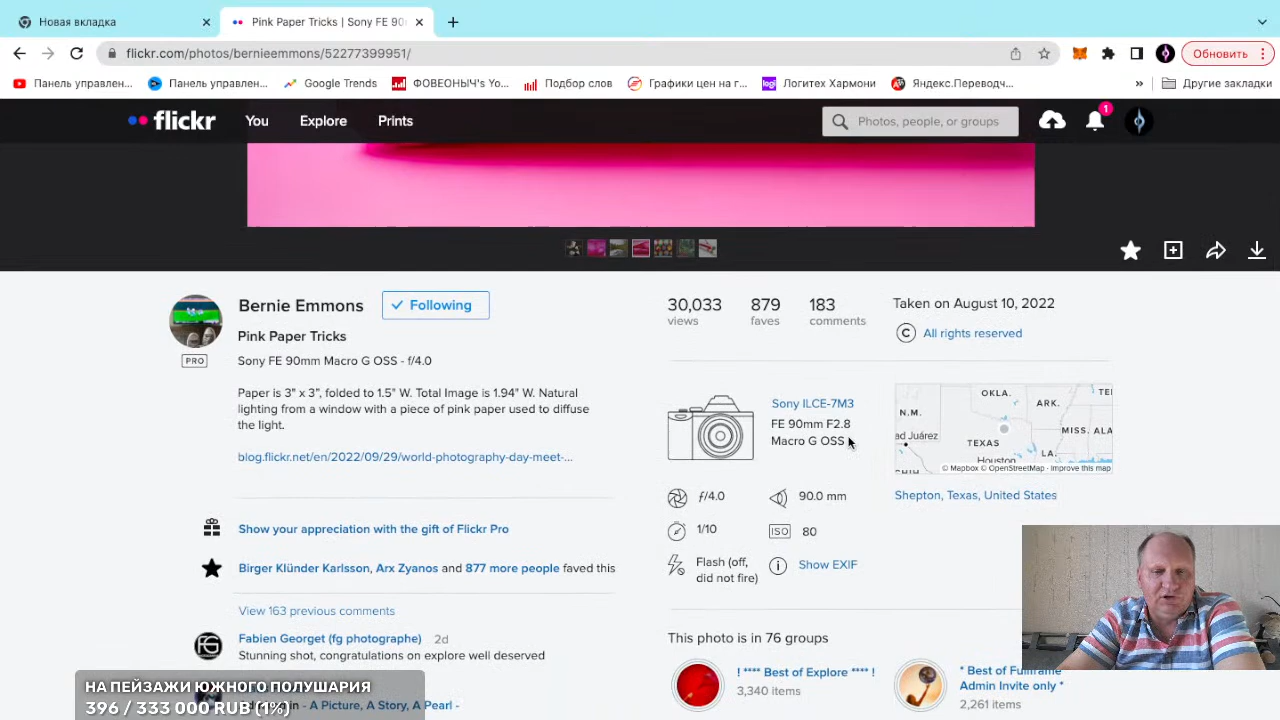 Новая вкладка
Pink Paper Tricks | Sony FE 90
flickr.com/photos/bernieemmons/52277399951/
Обновить
Панель управлен...
Панель управлен...
Google Trends
ФОВЕОНЫЧ's Yo...
Подбор слов
Графики цен на г...
Логитех Хармони
Яндекс.Переводч...
»
Другие закладки
flickr
You
Explore
Prints
Photos, people, or groups
1
Bernie Emmons
Following
PRO
Pink Paper Tricks
Sony FE 90mm Macro G OSS - f/4.0
Paper is 3" x 3", folded to 1.5" W. Total Image is 1.94" W. Natural
lighting from a window with a piece of pink paper used to diffuse
the light.
blog.flickr.net/en/2022/09/29/world-photography-day-meet-...
Show your appreciation with the gift of Flickr Pro
Birger Klünder Karlsson, Arx Zyanos and 877 more people faved this
View 163 previous comments
FG
Fabien Georget (fg photographe) 2d
Stunning shot, congratulations on explore well deserved
- A Picture, A Story, A Pearl -
НА ПЕЙЗАЖИ ЮЖНОГО ПОЛУШАРИЯ
396 / 333 000 RUB (1%)
30,033
views
879
faves
183
comments
Taken on August 10, 2022
© All rights reserved
Sony ILCE-7M3
FE 90mm F2.8
Macro G OSS
ƒ/4.0
90.0 mm
1/10
ISO
80
Flash (off,
did not fire)
Show EXIF
OKLA.
ARK.
TE
N.M.
ad Juárez
TEXAS
MISS.
ALA
LA.
Houston
CHIH
© Mapbox © OpenStreetMap · Improve this map
Shepton, Texas, United States
This photo is in 76 groups
! **** Best of Explore **** !
3,340 items
* Best of Fullframe
Admin Invite only *
2,261 items